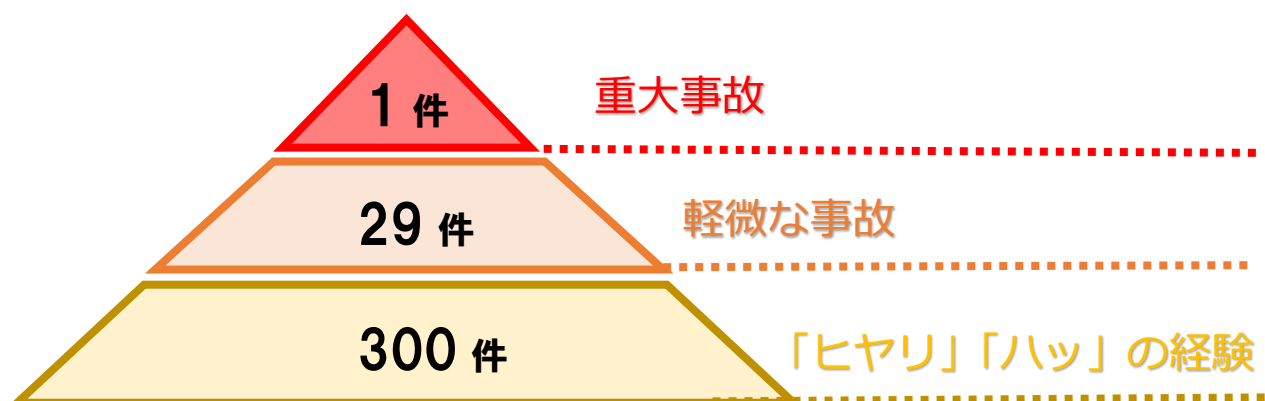 1 件
重大事故
29 件
軽微な事故
300 件
「ヒヤリ」「ハッ」の経験